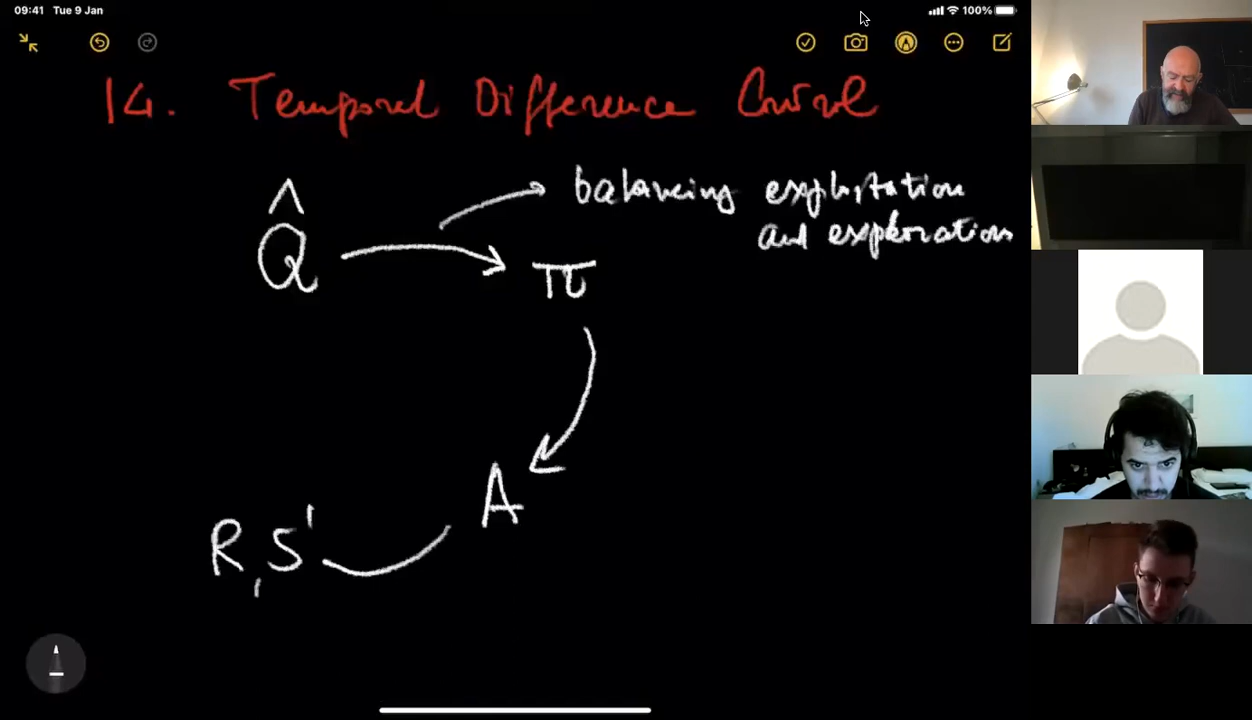 09:41 Tue 9 Jan
100%
14. Temporal Difference Control
^
Q
balancing exploitation
and exploration
π
A
R, S'